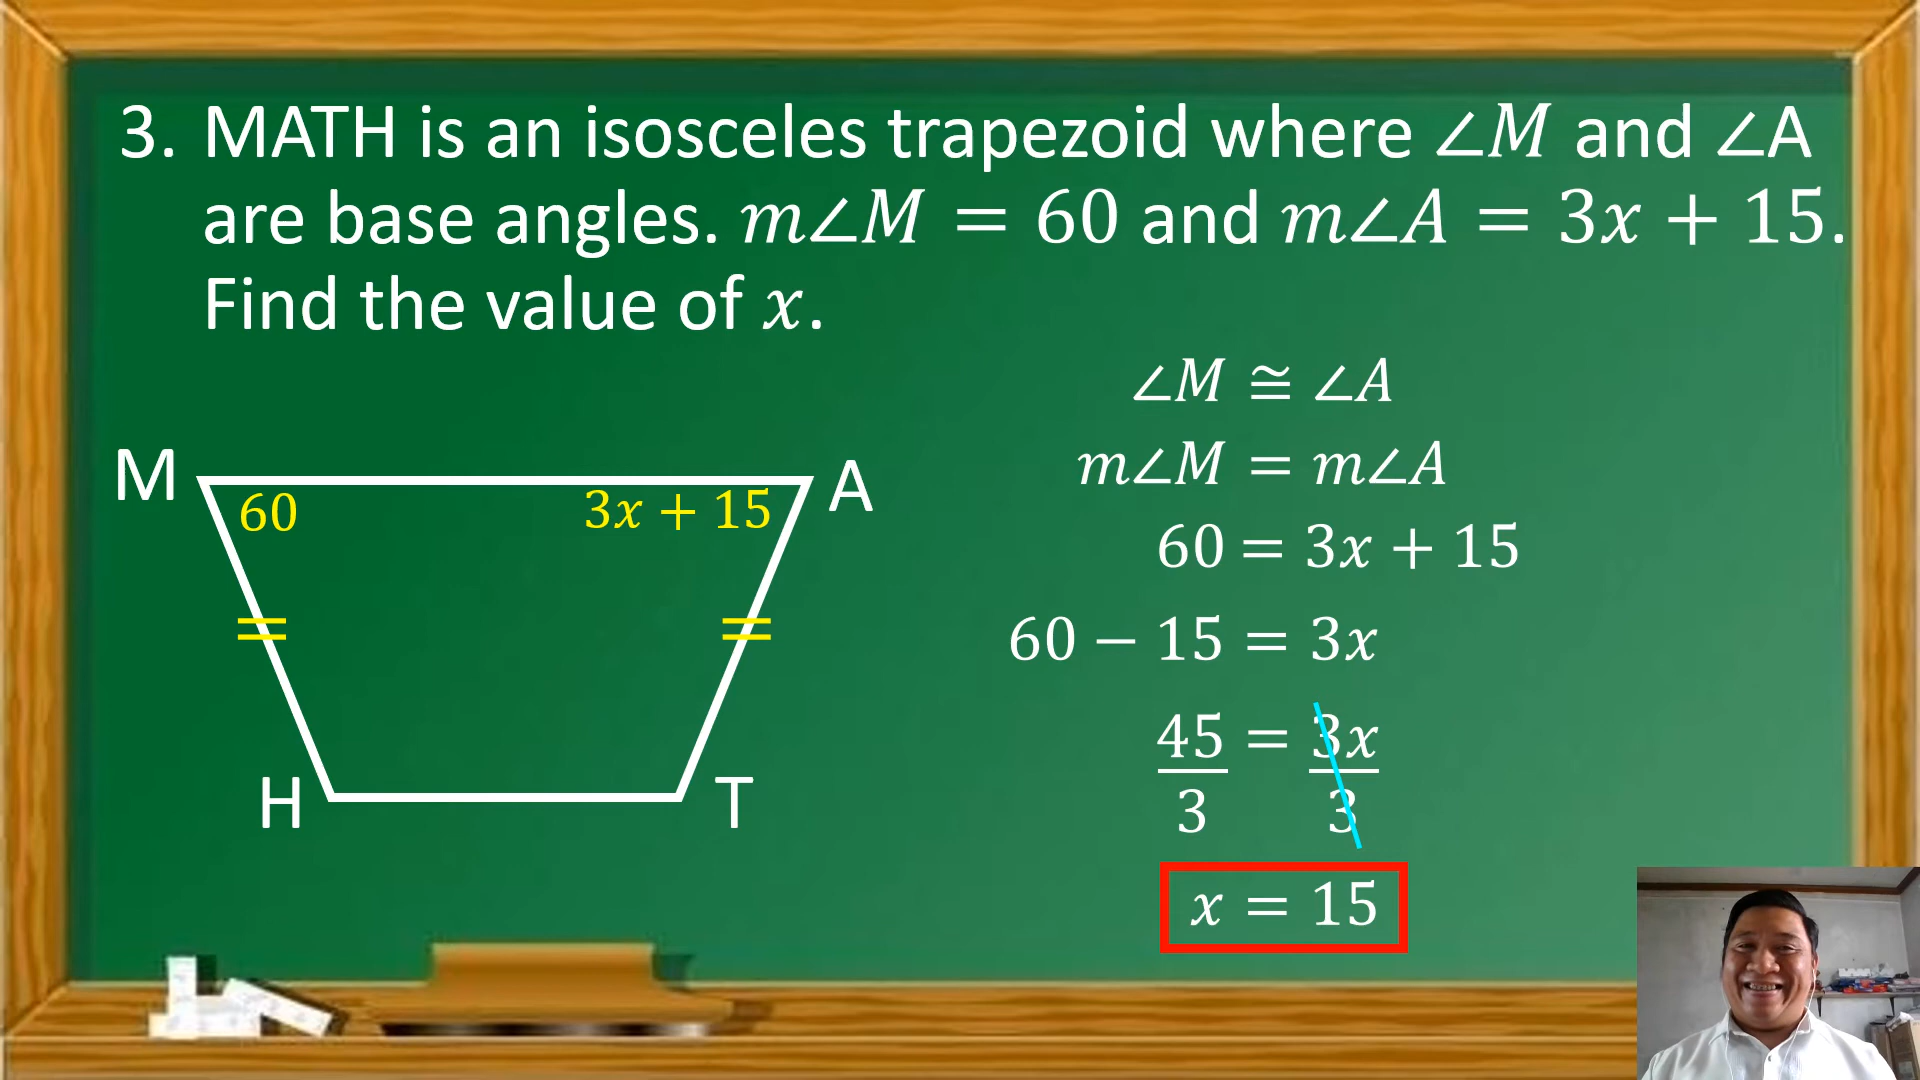 3. MATH is an isosceles trapezoid where ∠M and ∠A
are base angles. m∠M = 60 and m∠A = 3x + 15.
Find the value of x.
∠M ≅ ∠A
m∠M = m∠A
M
A
60
3x + 15
60 = 3x + 15
60 − 15 = 3x
45 = 3x
3 3
H
T
x = 15